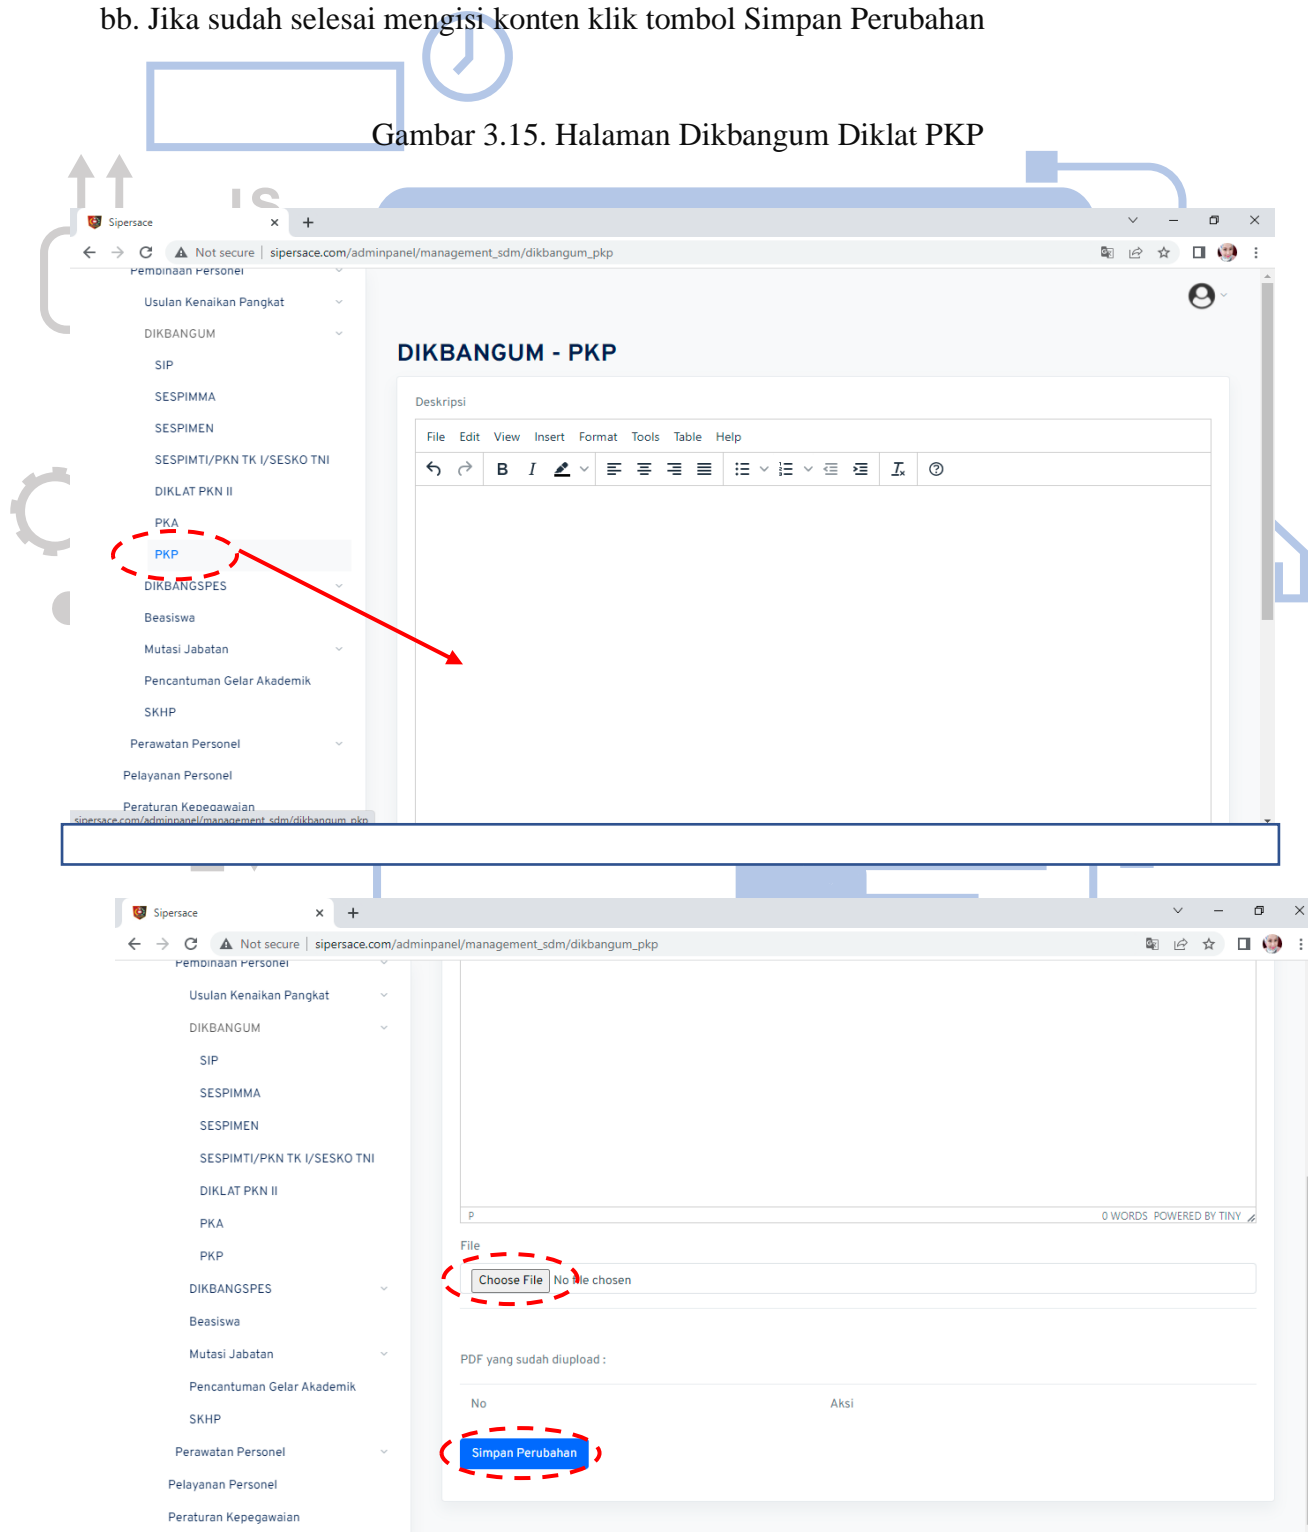 bb. Jika sudah selesai mengisi konten klik tombol Simpan Perubahan
Gambar 3.15. Halaman Dikbangum Diklat PKP
Sipersace
Not secure | sipersace.com/adminpanel/management_sdm/dikbangum_pkp
Pembinaan Personel
Usulan Kenaikan Pangkat
DIKBANGUM
SIP
SESPIMMA
SESPIMEN
SESPIMTI/PKN TK I/SESKO TNI
DIKLAT PKN II
PKA
PKP
DIKBANGSPES
Beasiswa
Mutasi Jabatan
Pencantuman Gelar Akademik
SKHP
Perawatan Personel
Pelayanan Personel
Peraturan Kepegawaian
sipersace.com/adminpanel/management_sdm/dikbangum_pkp
DIKBANGUM - PKP
Deskripsi
File Edit View Insert Format Tools Table Help
Sipersace
Not secure | sipersace.com/adminpanel/management_sdm/dikbangum_pkp
Pembinaan Personel
Usulan Kenaikan Pangkat
DIKBANGUM
SIP
SESPIMMA
SESPIMEN
SESPIMTI/PKN TK I/SESKO TNI
DIKLAT PKN II
PKA
PKP
DIKBANGSPES
Beasiswa
Mutasi Jabatan
Pencantuman Gelar Akademik
SKHP
Perawatan Personel
Pelayanan Personel
Peraturan Kepegawaian
P
0 WORDS POWERED BY TINY
File
Choose File No file chosen
PDF yang sudah diupload :
No Aksi
Simpan Perubahan